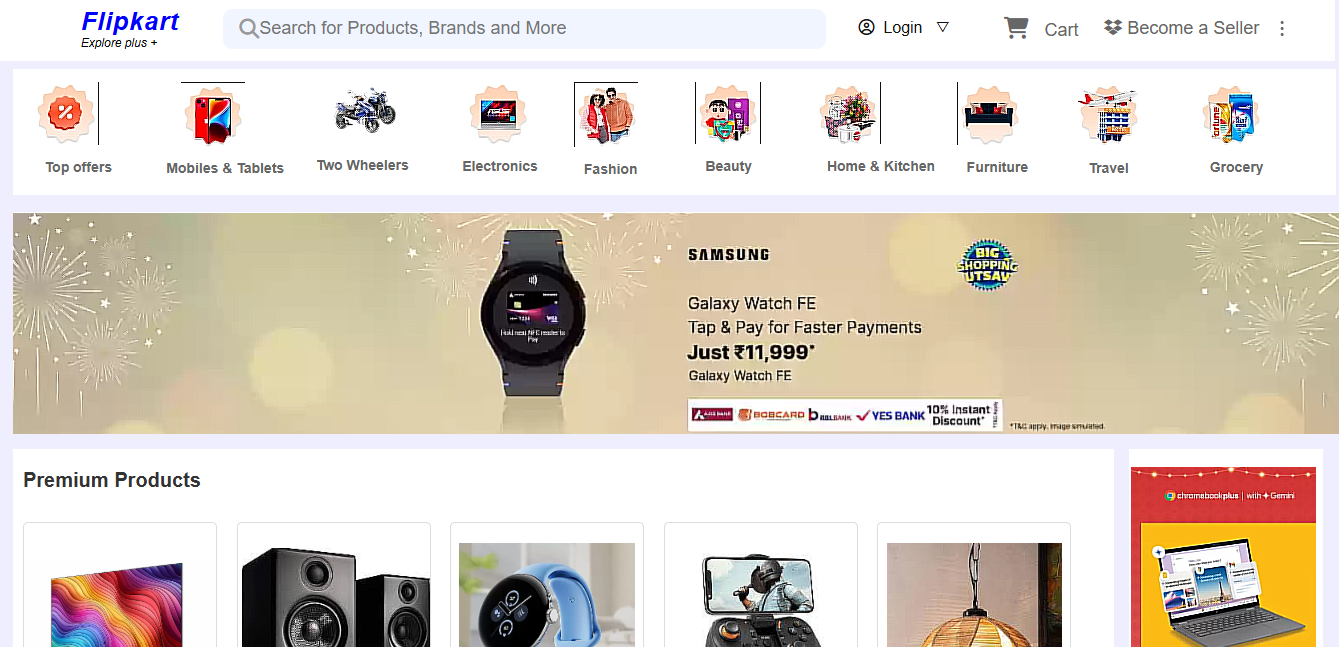 Flipkart
Explore plus +
Search for Products, Brands and More
Login
Cart
Become a Seller
Top offers
Mobiles & Tablets
Two Wheelers
Electronics
Fashion
Beauty
Home & Kitchen
Furniture
Travel
Grocery
SAMSUNG
BIG
SHOPPING
UTSAV
Galaxy Watch FE
Tap & Pay for Faster Payments
Just ₹11,999*
Galaxy Watch FE
Hold near NFC reader to
Pay
AXIS BANK BOBCARD RBLBANK YES BANK 10% Instant
Discount*
*T&C apply. Image simulated.
Premium Products
chromebookplus | with Gemini